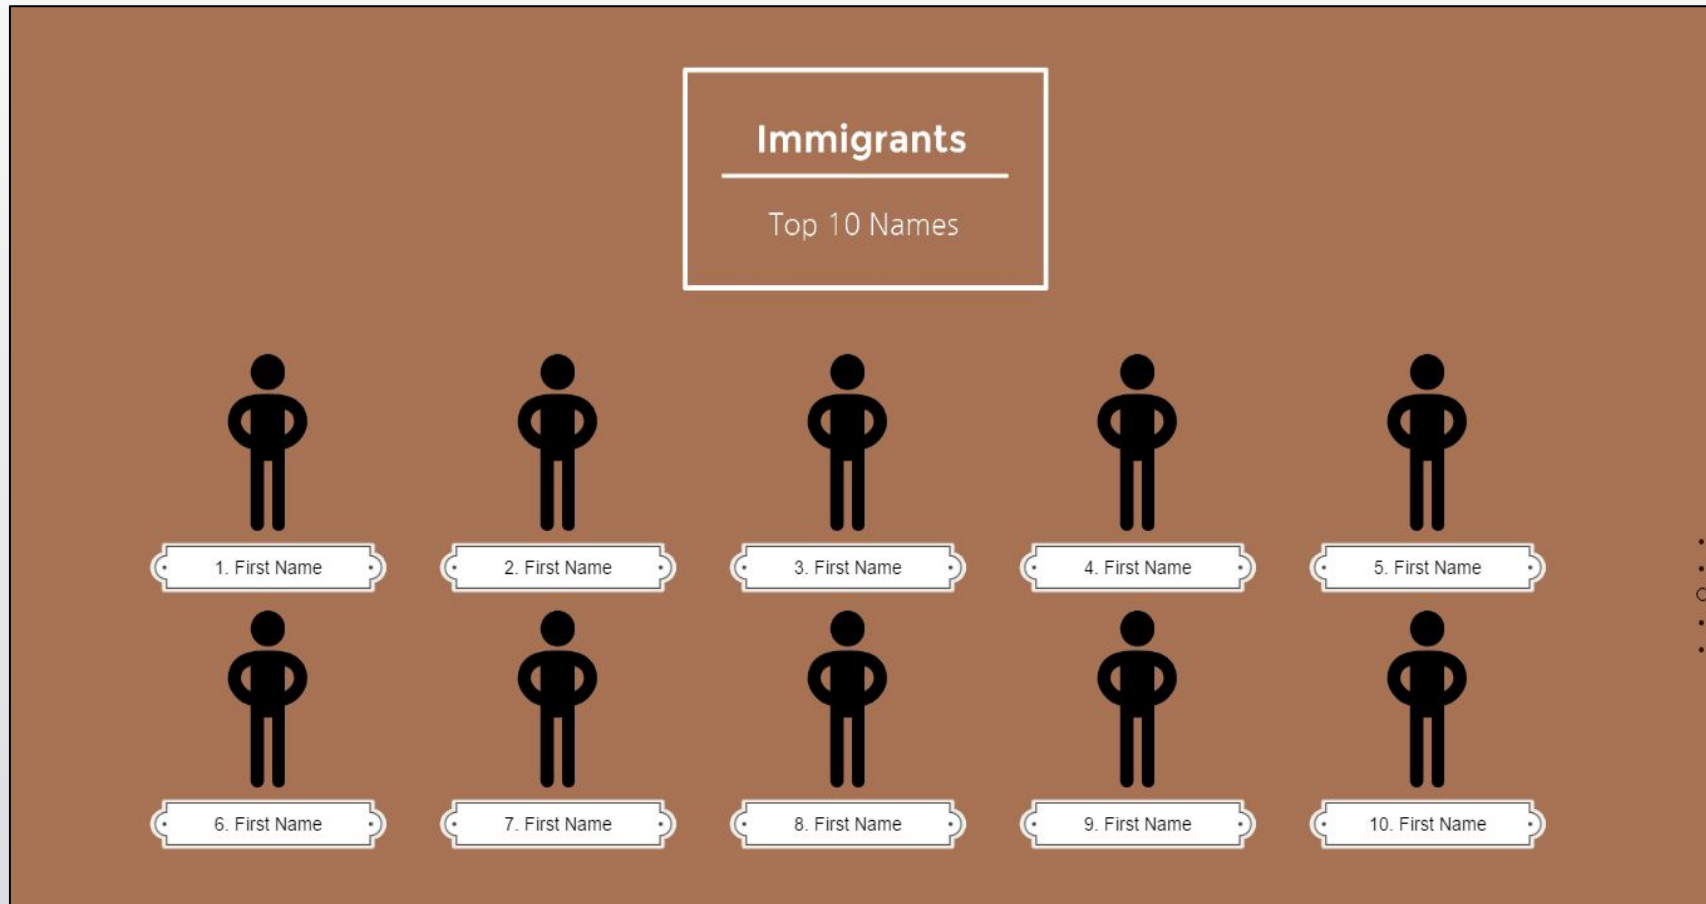 Immigrants
Top 10 Names
1. First Name
2. First Name
3. First Name
4. First Name
5. First Name
6. First Name
7. First Name
8. First Name
9. First Name
10. First Name